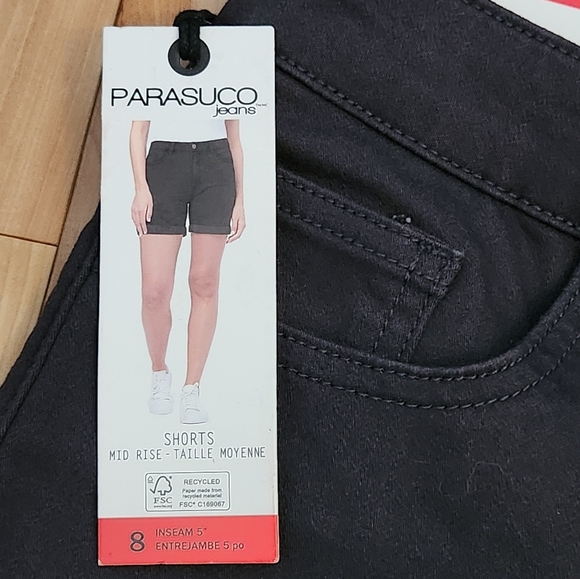 PARASUCO
jeans
SHORTS
MID RISE - TAILLE MOYENNE
FSC
RECYCLED
Paper made from
recycled material
FSC® C169067
8
INSEAM 5"
ENTREJAMBE 5 po